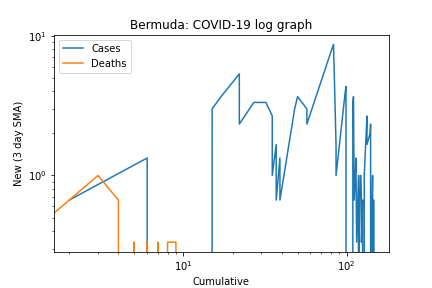 Bermuda: COVID-19 log graph
Cases
Deaths
New (3 day SMA)
10¹
10⁰
10¹
10²
Cumulative